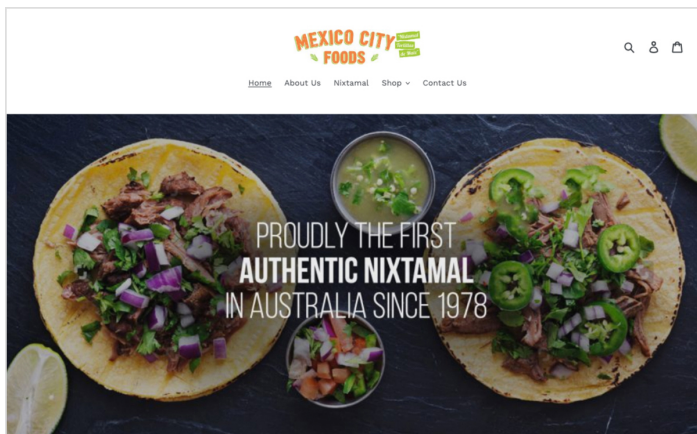 MEXICO CITY
FOODS
Home About Us Nixtamal Shop Contact Us
PROUDLY THE FIRST
AUTHENTIC NIXTAMAL
IN AUSTRALIA SINCE 1978